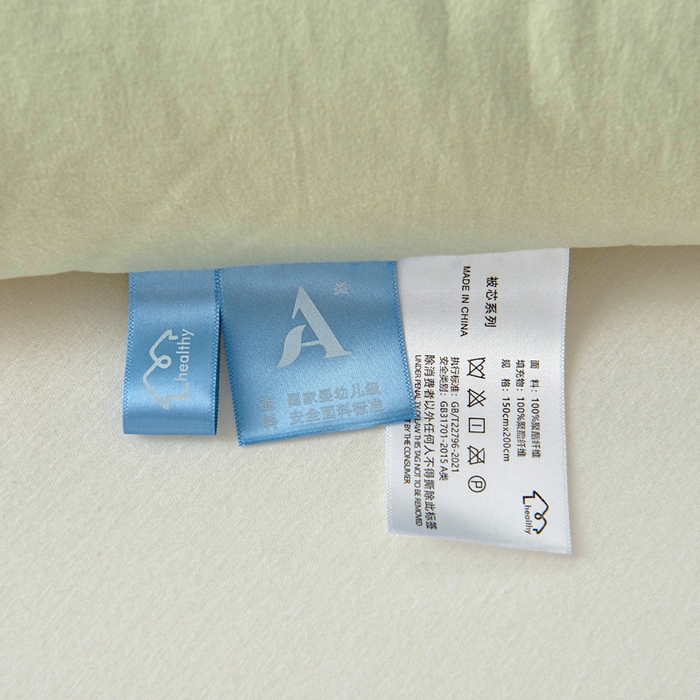 healthy
A
类
国家婴幼儿级
安全面料标准
被芯系列
MADE IN CHINA
面 料：100%聚酯纤维
填充物：100%聚酯纤维
规 格：150cmx200cm
执行标准：GB/T22796-2021
安全类别：GB31701-2015 A类
除消费者以外任何人不得撕除此标签
UNDER PENALTY OF LAW THIS TAG NOT TO BE REMOVED
BY THE CONSUMER
healthy